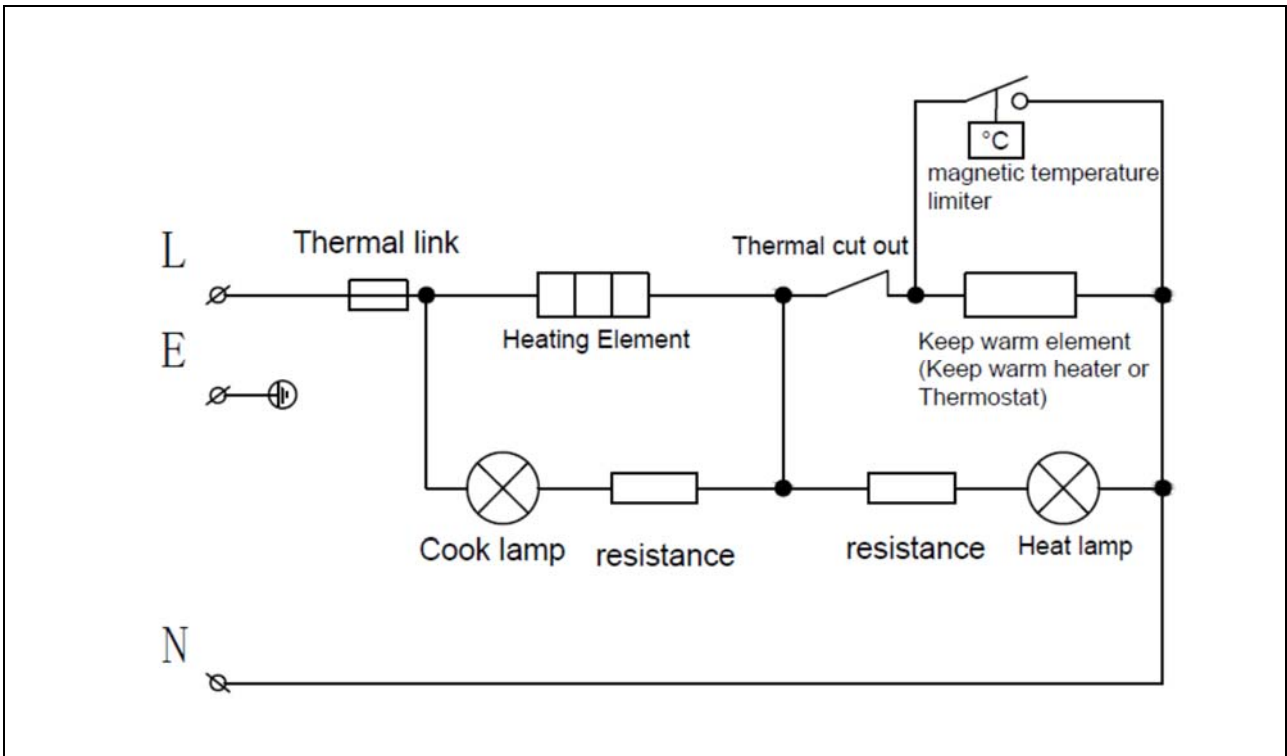 °C
magnetic temperature
limiter
Thermal link
Thermal cut out
L
Heating Element
Keep warm element
(Keep warm heater or
Thermostat)
E
Cook lamp
resistance
resistance
Heat lamp
N